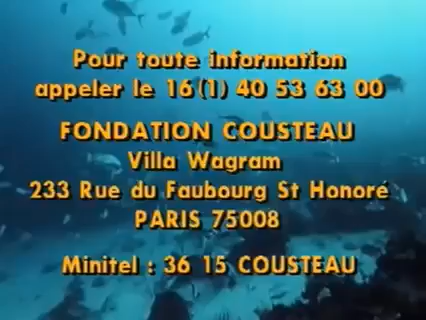 Pour toute information
appeler le 16 (1) 40 53 63 00
FONDATION COUSTEAU
Villa Wagram
233 Rue du Faubourg St Honoré
PARIS 75008
Minitel : 36 15 COUSTEAU